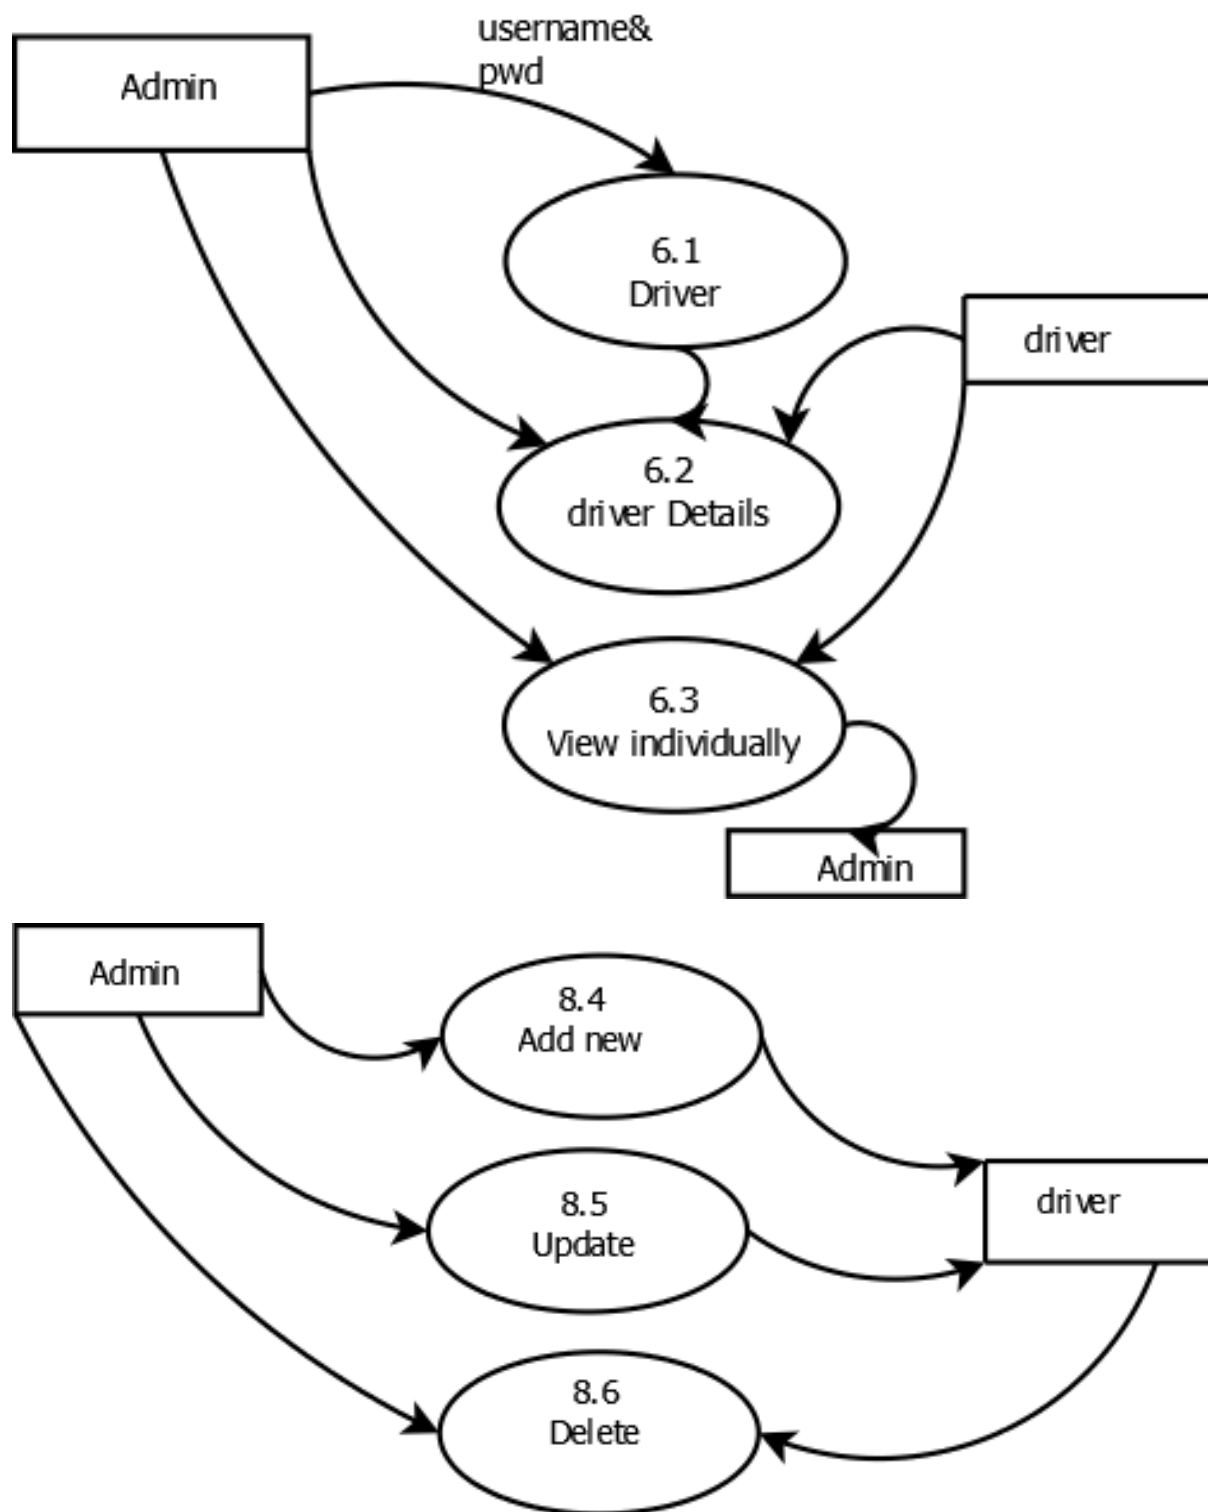 username&
pwd
Admin
6.1
Driver
driver
6.2
driver Details
6.3
View individually
Admin
Admin
8.4
Add new
8.5
Update
driver
8.6
Delete